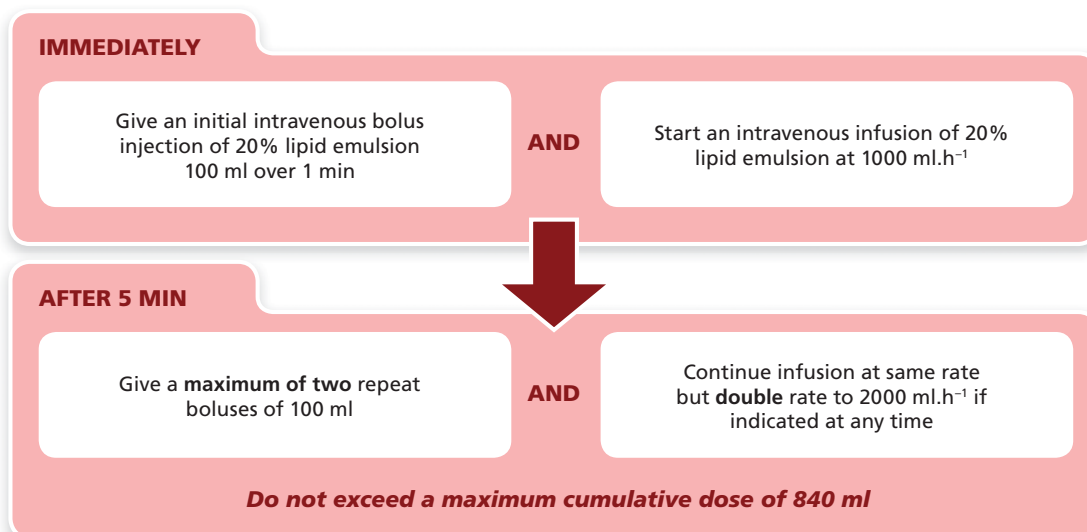 IMMEDIATELY
Give an initial intravenous bolus
injection of 20% lipid emulsion
100 ml over 1 min
AND
Start an intravenous infusion of 20%
lipid emulsion at 1000 ml.h⁻¹
AFTER 5 MIN
Give a maximum of two repeat
boluses of 100 ml
AND
Continue infusion at same rate
but double rate to 2000 ml.h⁻¹ if
indicated at any time
Do not exceed a maximum cumulative dose of 840 ml